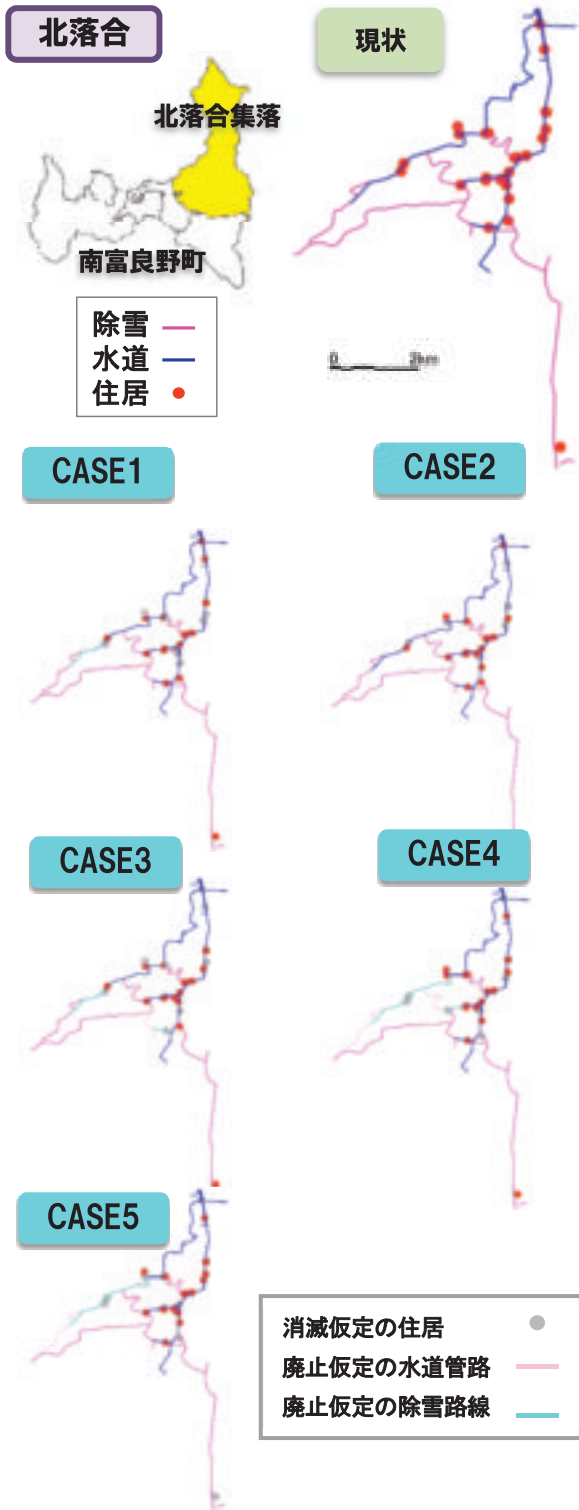 北落合
現状
北落合集落
南富良野町
除雪
水道
住居
0 2km
CASE1
CASE2
CASE3
CASE4
CASE5
消滅仮定の住居
廃止仮定の水道管路
廃止仮定の除雪路線